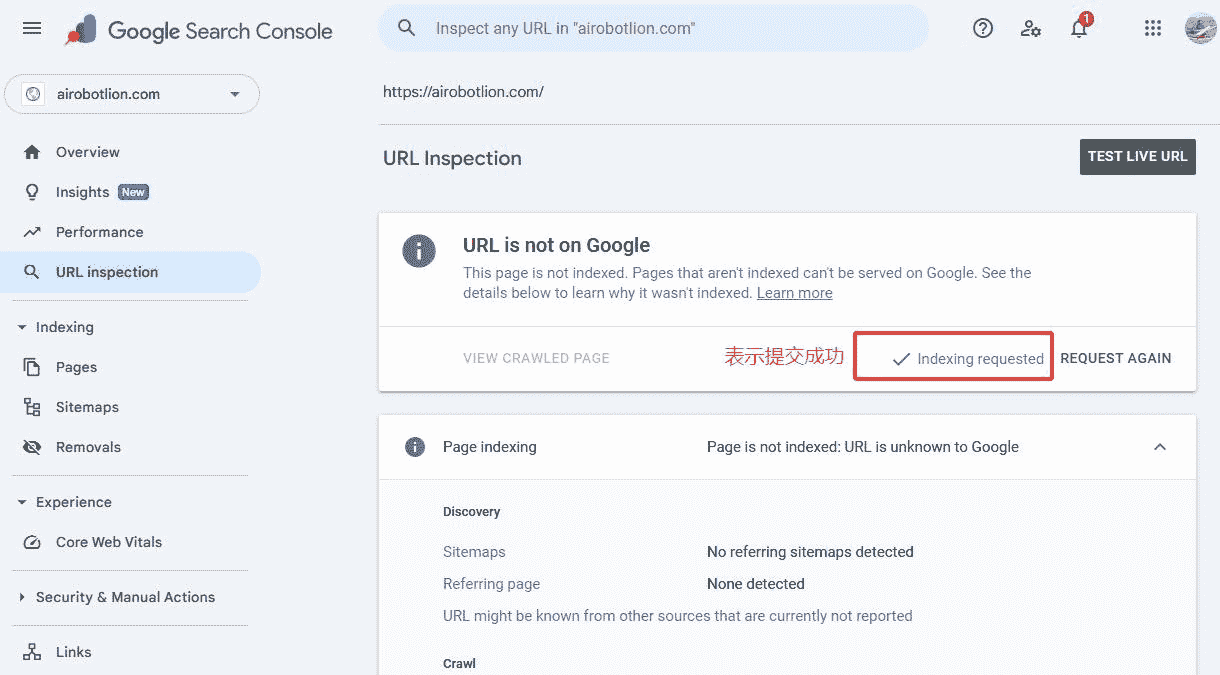 Google Search Console
Inspect any URL in "airobotlion.com"
1
airobotlion.com
https://airobotlion.com/
Overview
Insights New
Performance
URL inspection
Indexing
Pages
Sitemaps
Removals
Experience
Core Web Vitals
Security & Manual Actions
Links
URL Inspection
TEST LIVE URL
URL is not on Google
This page is not indexed. Pages that aren't indexed can't be served on Google. See the
details below to learn why it wasn't indexed. Learn more
VIEW CRAWLED PAGE
表示提交成功
Indexing requested
REQUEST AGAIN
Page indexing
Page is not indexed: URL is unknown to Google
Discovery
Sitemaps
No referring sitemaps detected
Referring page
None detected
URL might be known from other sources that are currently not reported
Crawl